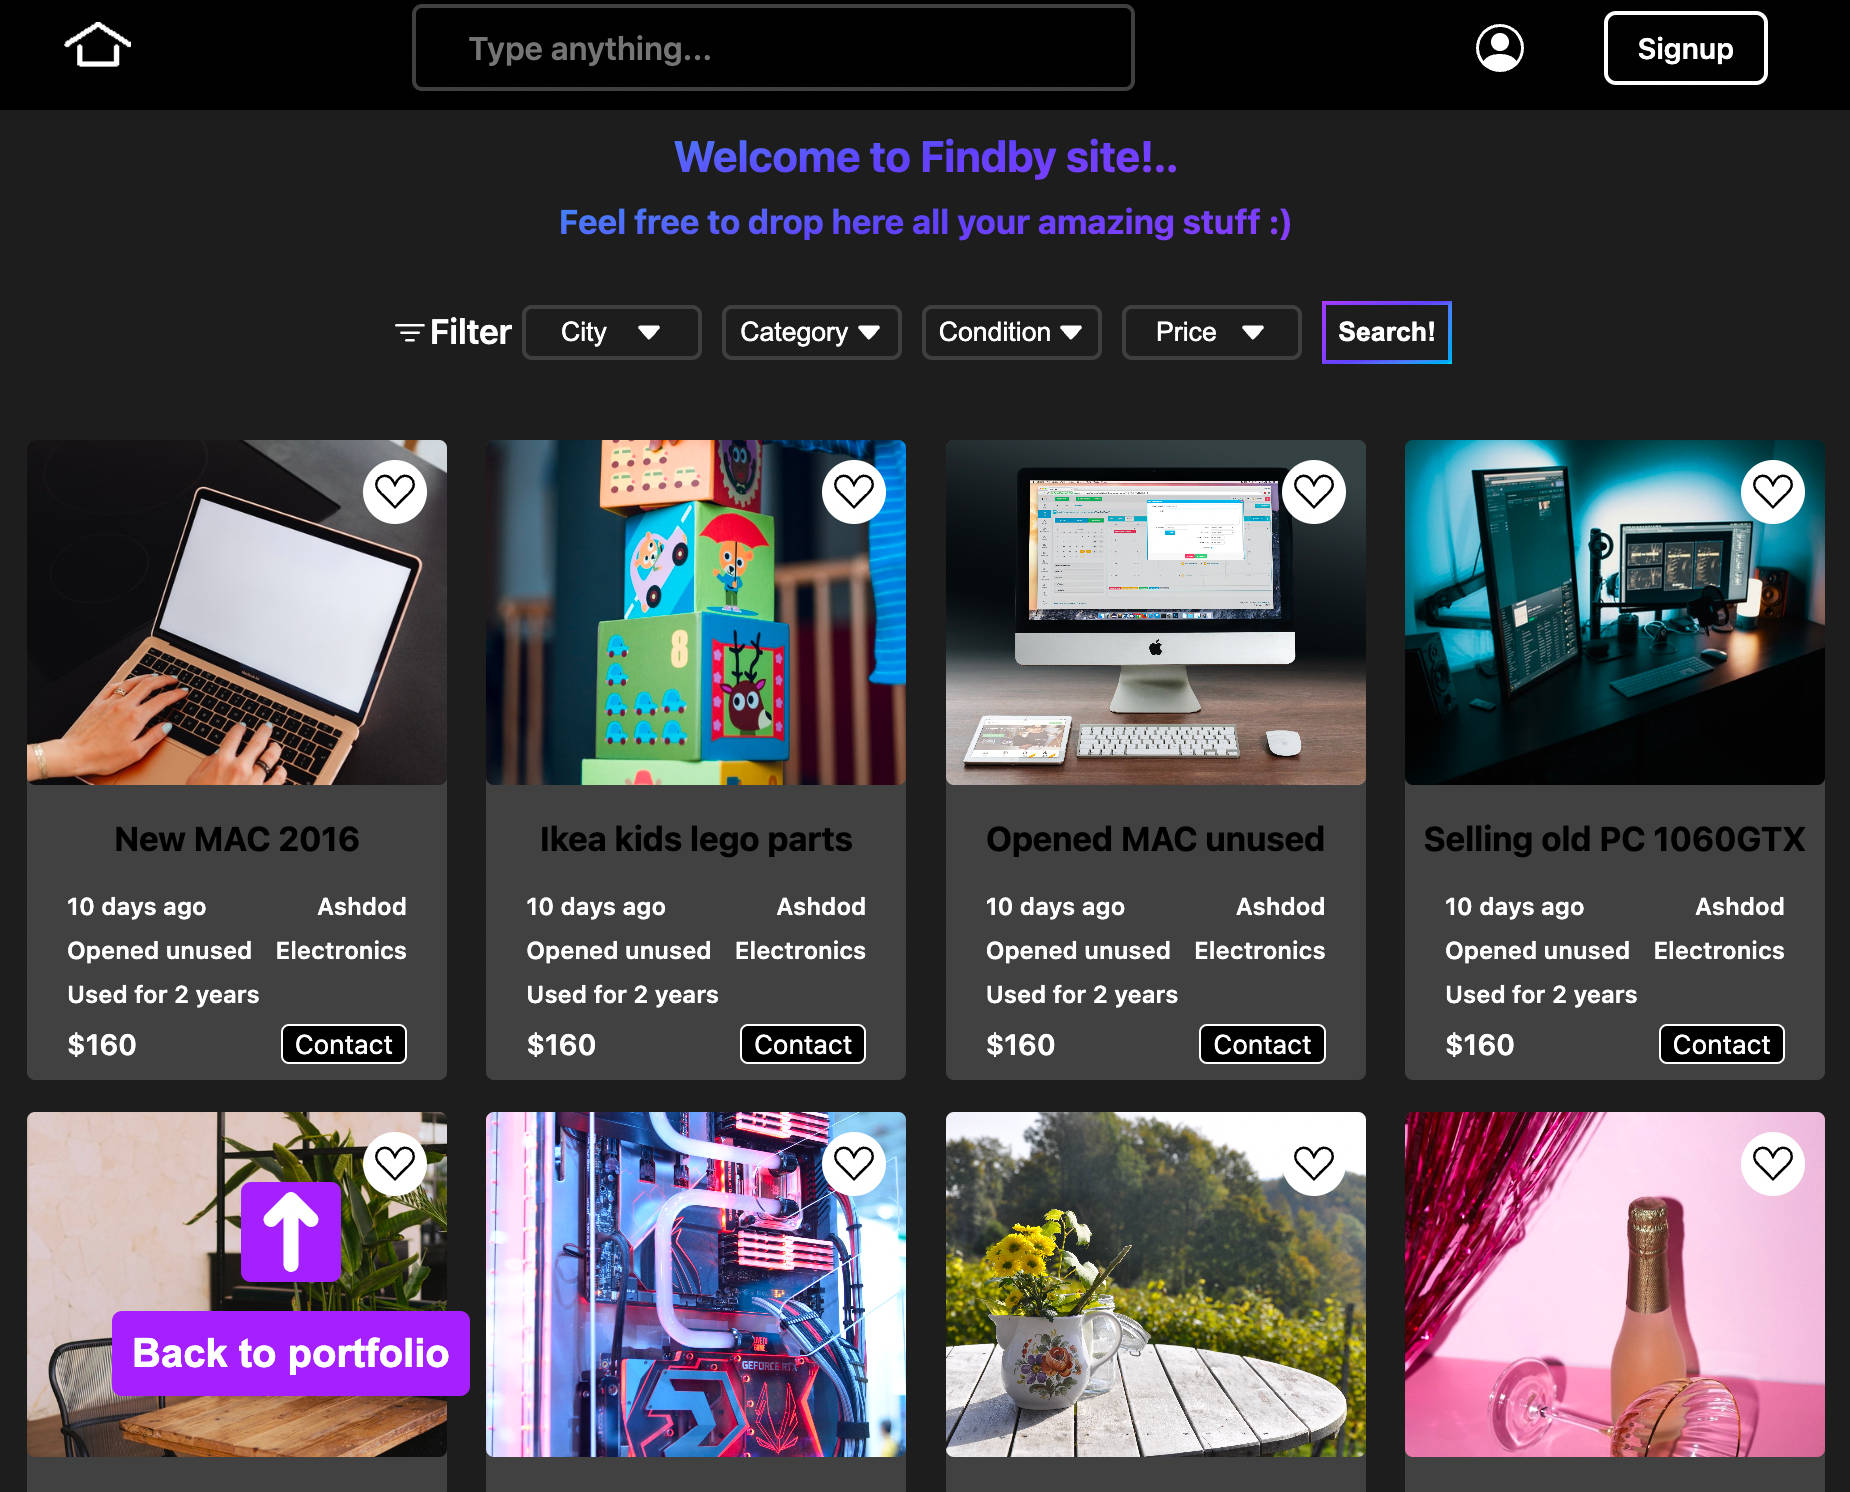 Type anything...
Signup
Welcome to Findby site!..
Feel free to drop here all your amazing stuff :)
Filter
City
Category
Condition
Price
Search!
8
New MAC 2016
10 days ago
Ashdod
Opened unused
Electronics
Used for 2 years
$160
Contact
Ikea kids lego parts
10 days ago
Ashdod
Opened unused
Electronics
Used for 2 years
$160
Contact
Opened MAC unused
10 days ago
Ashdod
Opened unused
Electronics
Used for 2 years
$160
Contact
Selling old PC 1060GTX
10 days ago
Ashdod
Opened unused
Electronics
Used for 2 years
$160
Contact
Back to portfolio
GEFORCE RTX